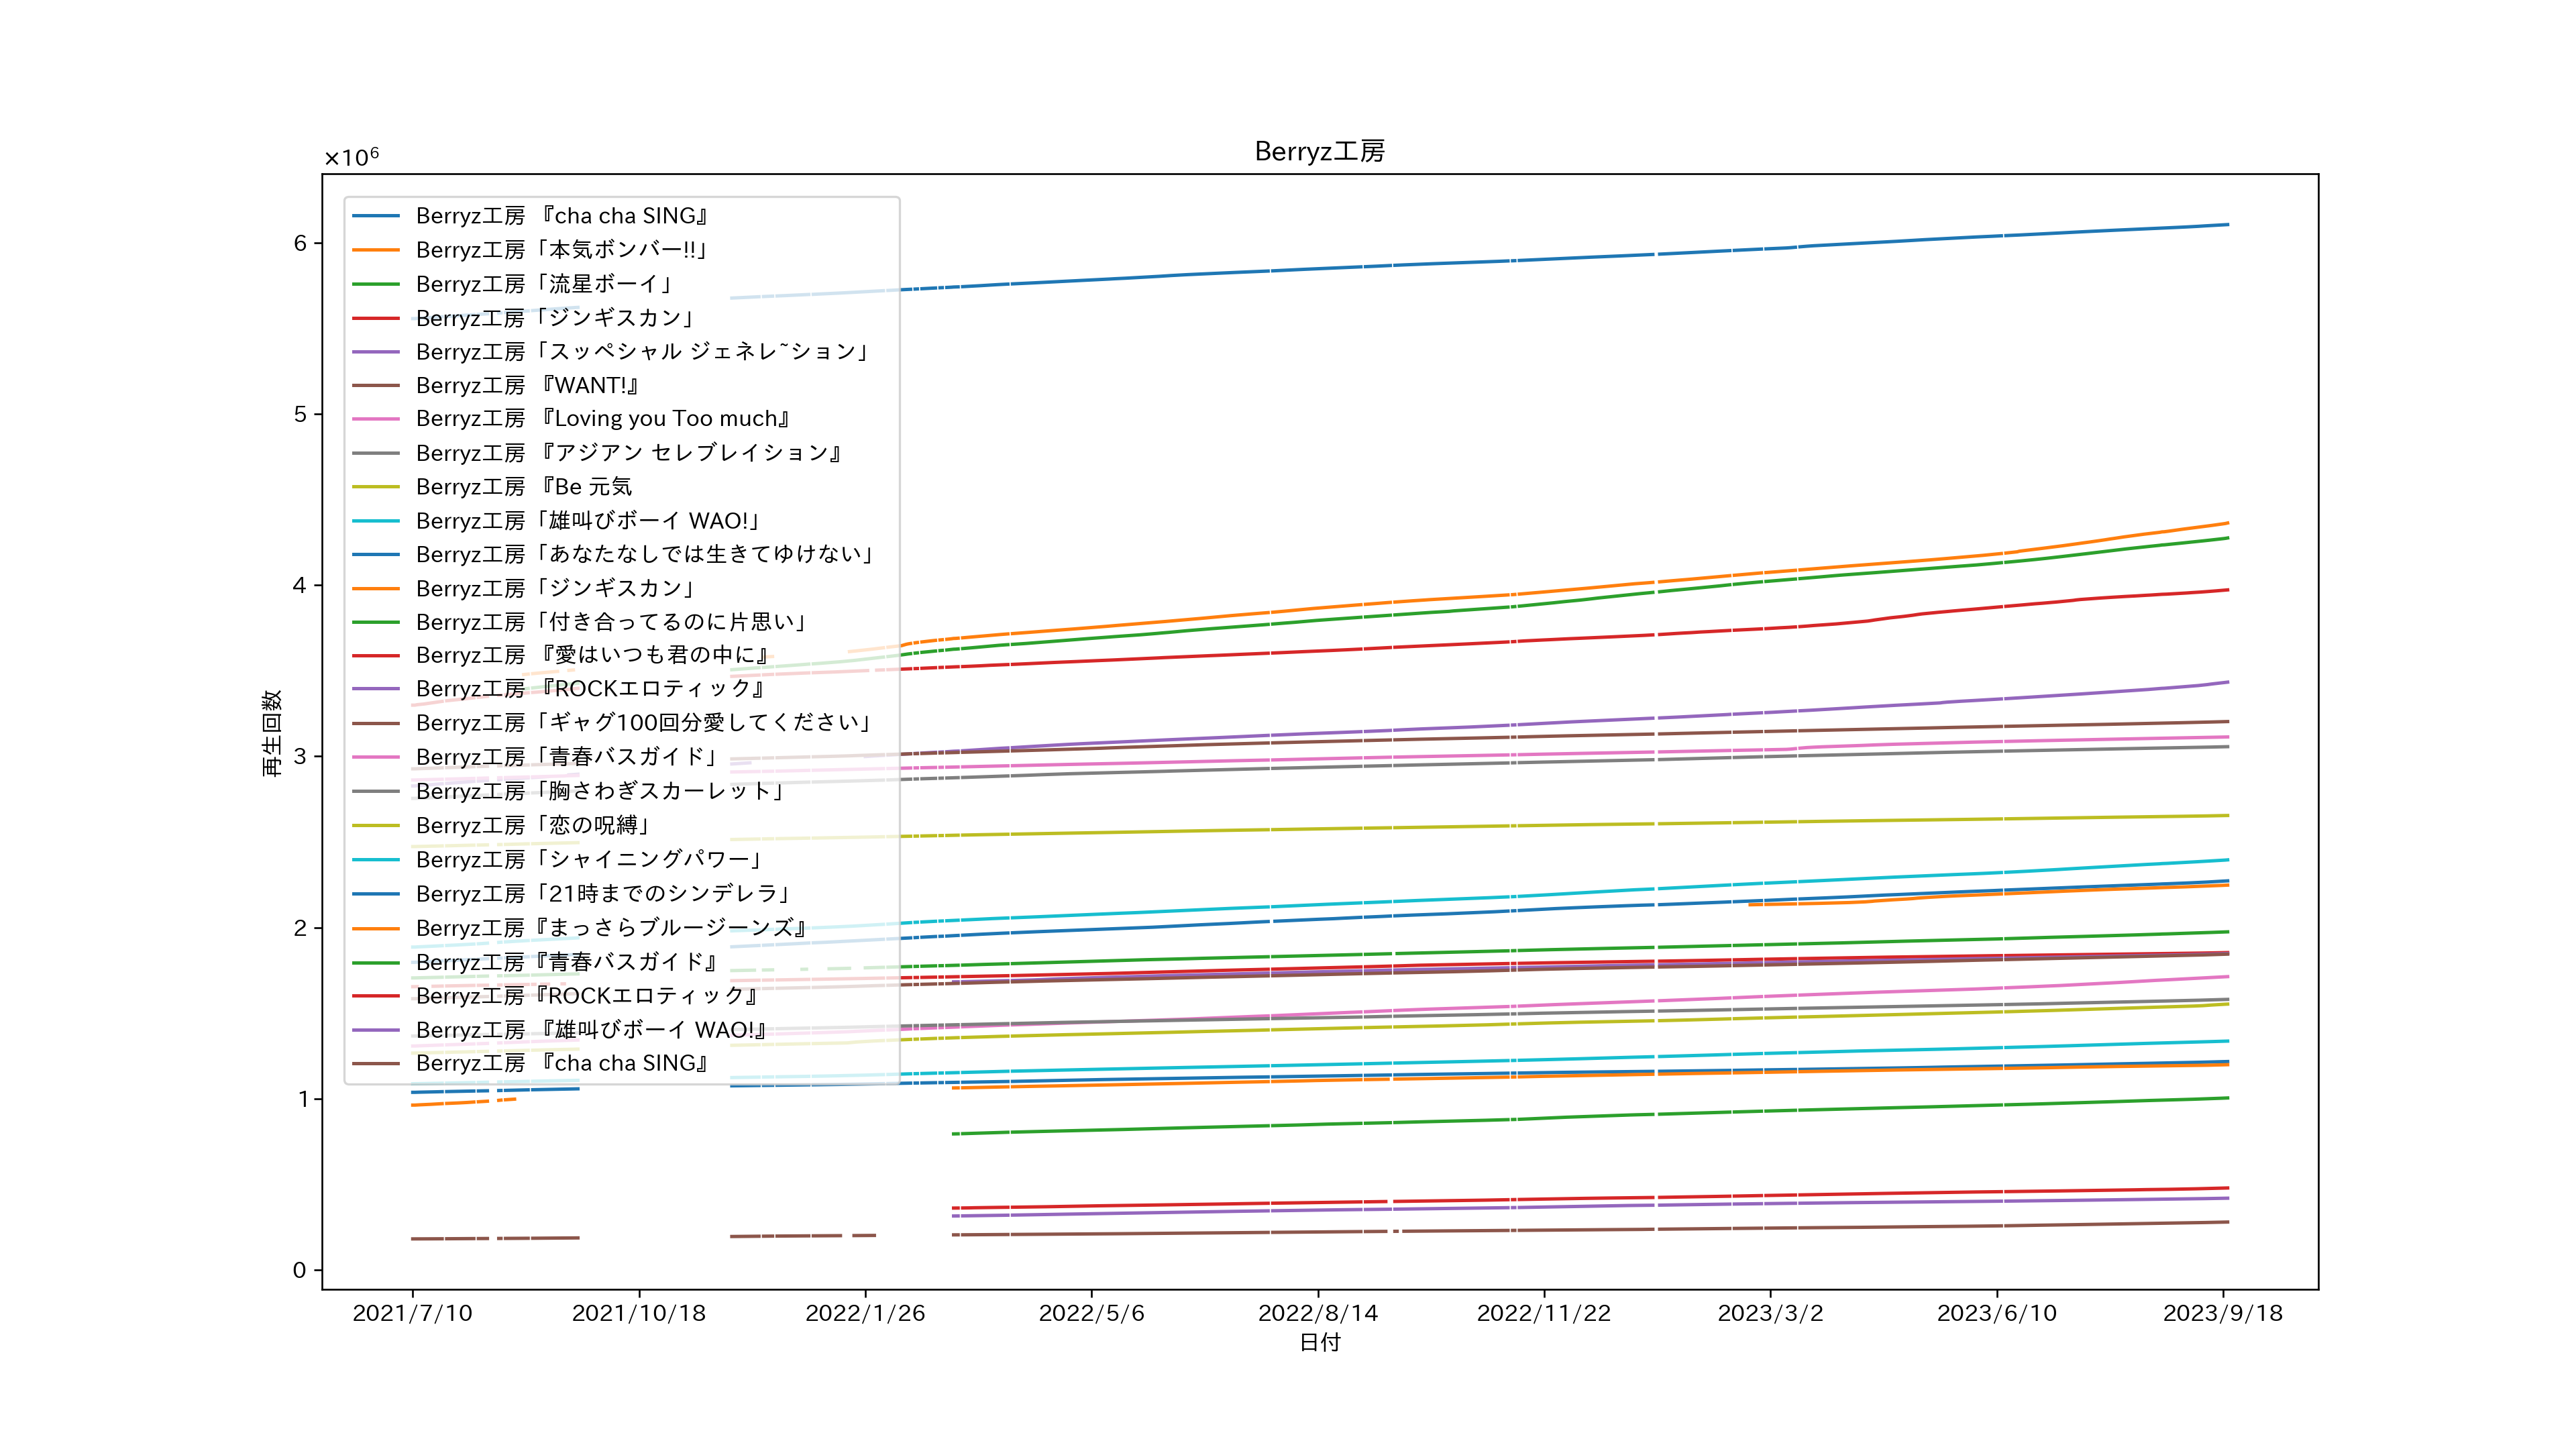 Berryz工房
×10⁶
Berryz工房 『cha cha SING』
Berryz工房「本気ボンバー!!」
Berryz工房「流星ボーイ」
Berryz工房「ジンギスカン」
Berryz工房「スッペシャル ジェネレ~ション」
Berryz工房 『WANT!』
Berryz工房 『Loving you Too much』
Berryz工房 『アジアン セレブレイション』
Berryz工房 『Be 元気
Berryz工房「雄叫びボーイ WAO!」
Berryz工房「あなたなしでは生きてゆけない」
Berryz工房「ジンギスカン」
Berryz工房「付き合ってるのに片思い」
Berryz工房 『愛はいつも君の中に』
Berryz工房 『ROCKエロティック』
Berryz工房「ギャグ100回分愛してください」
Berryz工房「青春バスガイド」
Berryz工房「胸さわぎスカーレット」
Berryz工房「恋の呪縛」
Berryz工房「シャイニングパワー」
Berryz工房「21時までのシンデレラ」
Berryz工房『まっさらブルージーンズ』
Berryz工房『青春バスガイド』
Berryz工房『ROCKエロティック』
Berryz工房 『雄叫びボーイ WAO!』
Berryz工房 『cha cha SING』
6
5
4
3
2
1
0
再生回数
2021/7/10 2021/10/18 2022/1/26 2022/5/6 2022/8/14 2022/11/22 2023/3/2 2023/6/10 2023/9/18
日付